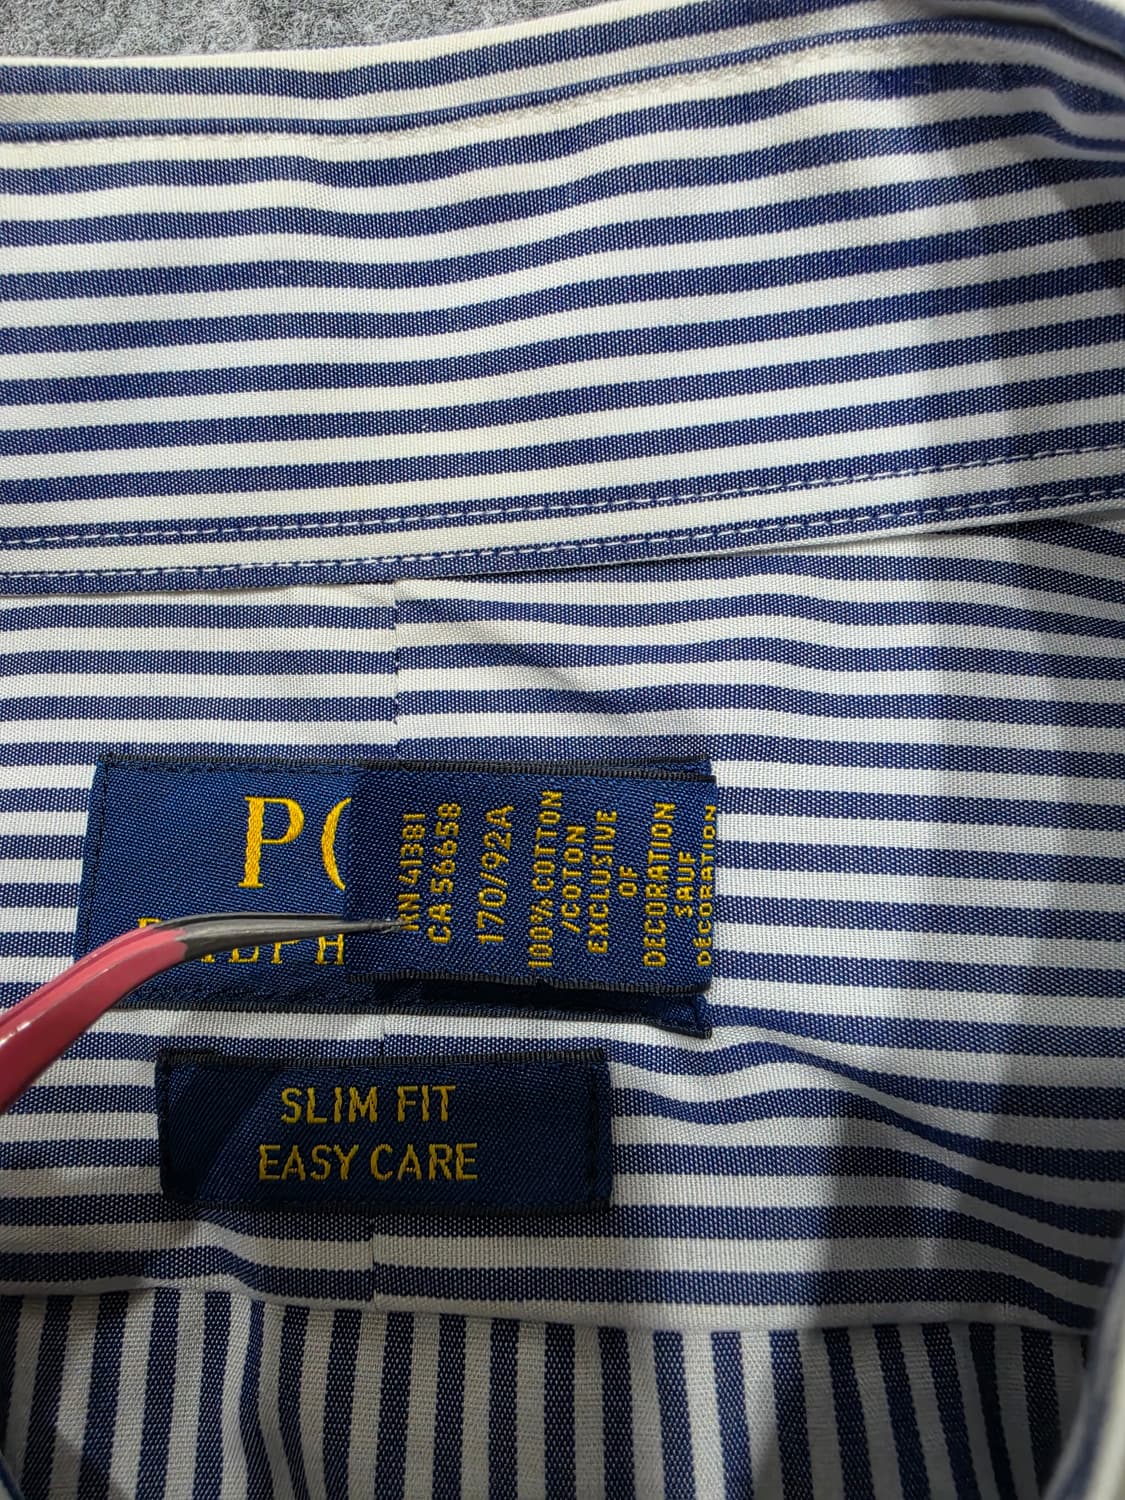 P
RN 41381
CA 56658
170/92A
100% COTTON
/COTON
EXCLUSIVE
OF
DECORATION
SAUF
DÉCORATION
SLIM FIT
EASY CARE